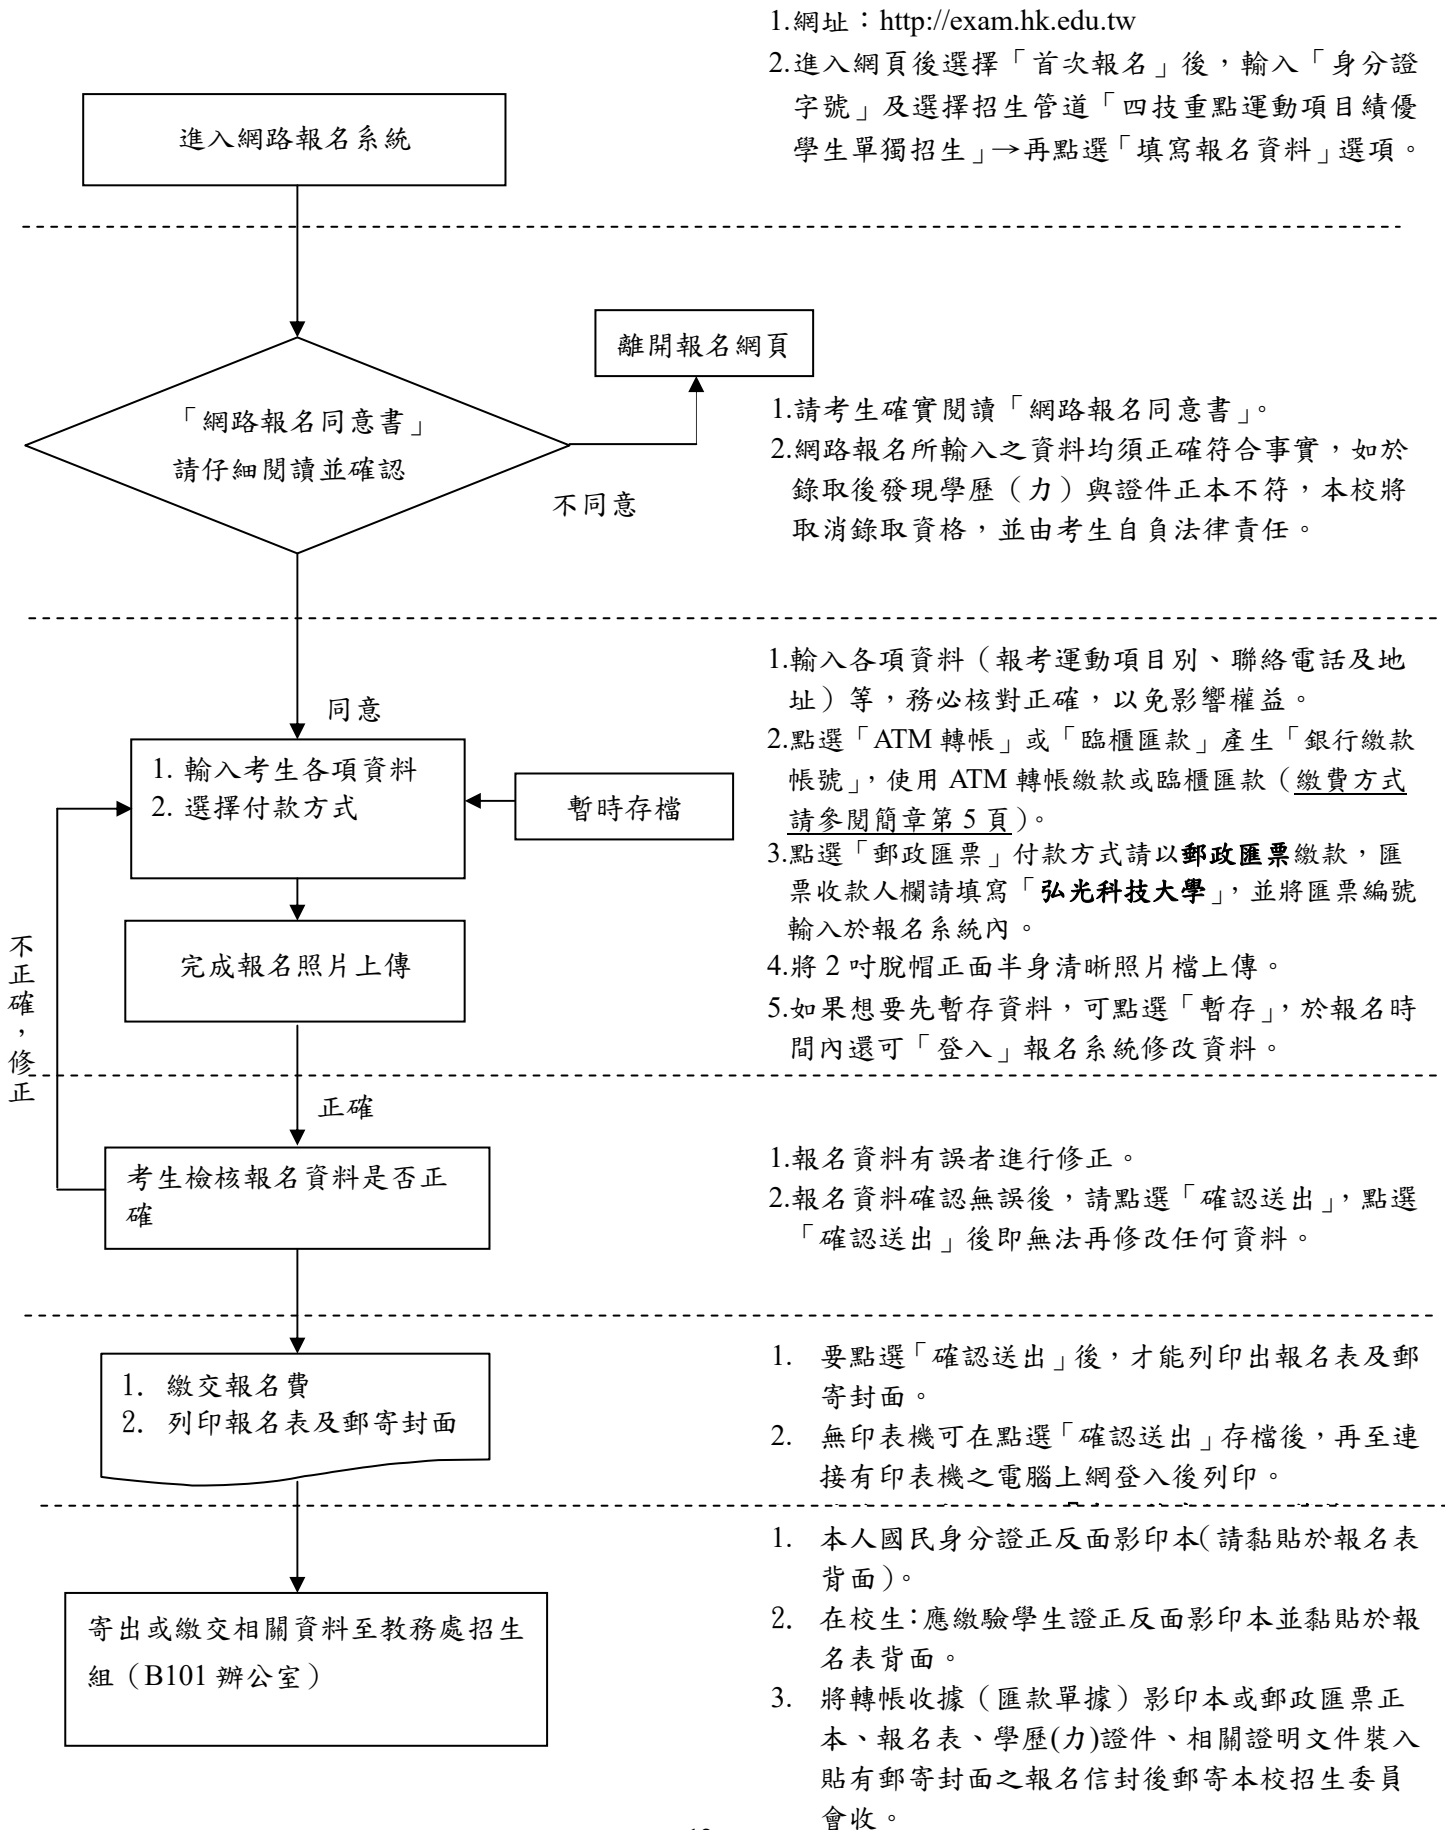 1.網址：http://exam.hk.edu.tw
2.進入網頁後選擇「首次報名」後，輸入「身分證
字號」及選擇招生管道「四技重點運動項目績優
學生單獨招生」→再點選「填寫報名資料」選項。
進入網路報名系統
離開報名網頁
「網路報名同意書」
請仔細閱讀並確認
不同意
1.請考生確實閱讀「網路報名同意書」。
2.網路報名所輸入之資料均須正確符合事實，如於
錄取後發現學歷（力）與證件正本不符，本校將
取消錄取資格，並由考生自負法律責任。
同意
1. 輸入考生各項資料
2. 選擇付款方式
暫時存檔
完成報名照片上傳
不正確，修正
1.輸入各項資料（報考運動項目別、聯絡電話及地
址）等，務必核對正確，以免影響權益。
2.點選「ATM 轉帳」或「臨櫃匯款」產生「銀行繳款
帳號」，使用 ATM 轉帳繳款或臨櫃匯款（繳費方式
請參閱簡章第 5 頁）。
3.點選「郵政匯票」付款方式請以郵政匯票繳款，匯
票收款人欄請填寫「弘光科技大學」，並將匯票編號
輸入於報名系統內。
4.將 2 吋脫帽正面半身清晰照片檔上傳。
5.如果想要先暫存資料，可點選「暫存」，於報名時
間內還可「登入」報名系統修改資料。
正確
考生檢核報名資料是否正
確
1.報名資料有誤者進行修正。
2.報名資料確認無誤後，請點選「確認送出」，點選
「確認送出」後即無法再修改任何資料。
1. 繳交報名費
2. 列印報名表及郵寄封面
1. 要點選「確認送出」後，才能列印出報名表及郵
寄封面。
2. 無印表機可在點選「確認送出」存檔後，再至連
接有印表機之電腦上網登入後列印。
寄出或繳交相關資料至教務處招生
組（B101 辦公室）
1. 本人國民身分證正反面影印本（請黏貼於報名表
背面）。
2. 在校生：應繳驗學生證正反面影印本並黏貼於報
名表背面。
3. 將轉帳收據（匯款單據）影印本或郵政匯票正
本、報名表、學歷(力)證件、相關證明文件裝入
貼有郵寄封面之報名信封後郵寄本校招生委員
會收。